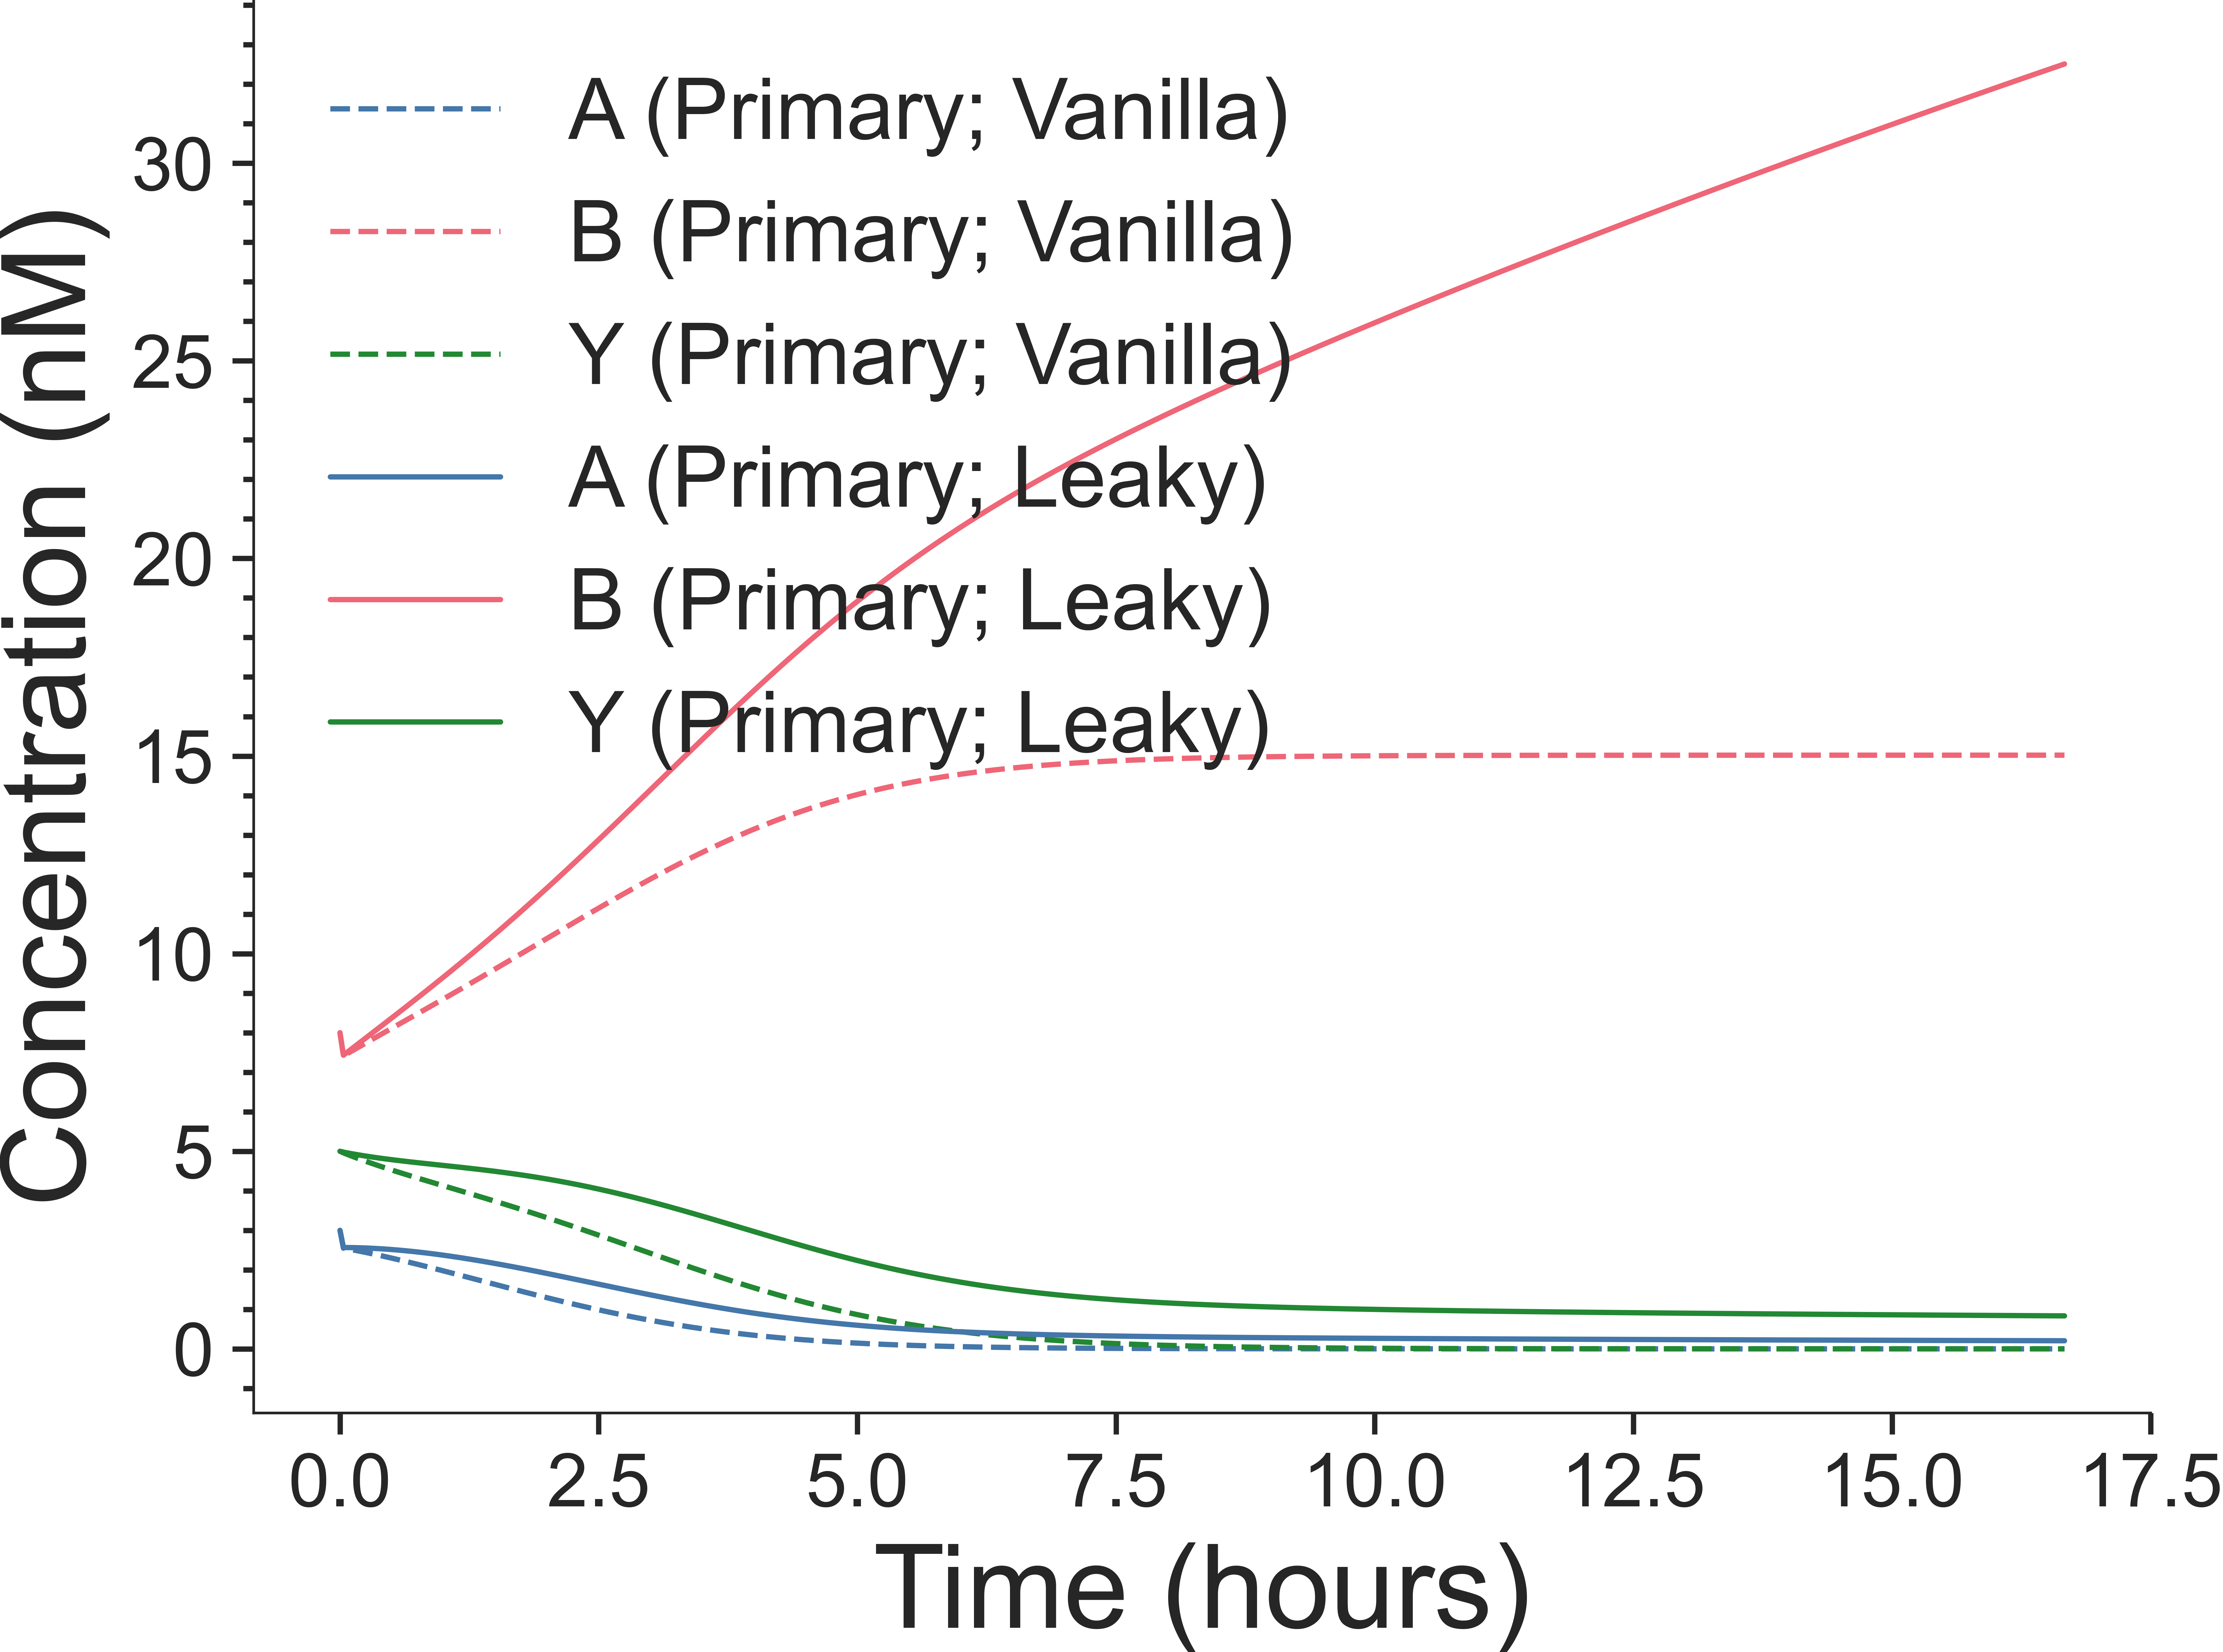 Concentration (nM)
30
25
20
15
10
5
0
A (Primary; Vanilla)
B (Primary; Vanilla)
Y (Primary; Vanilla)
A (Primary; Leaky)
B (Primary; Leaky)
Y (Primary; Leaky)
0.0 2.5 5.0 7.5 10.0 12.5 15.0 17.5
Time (hours)